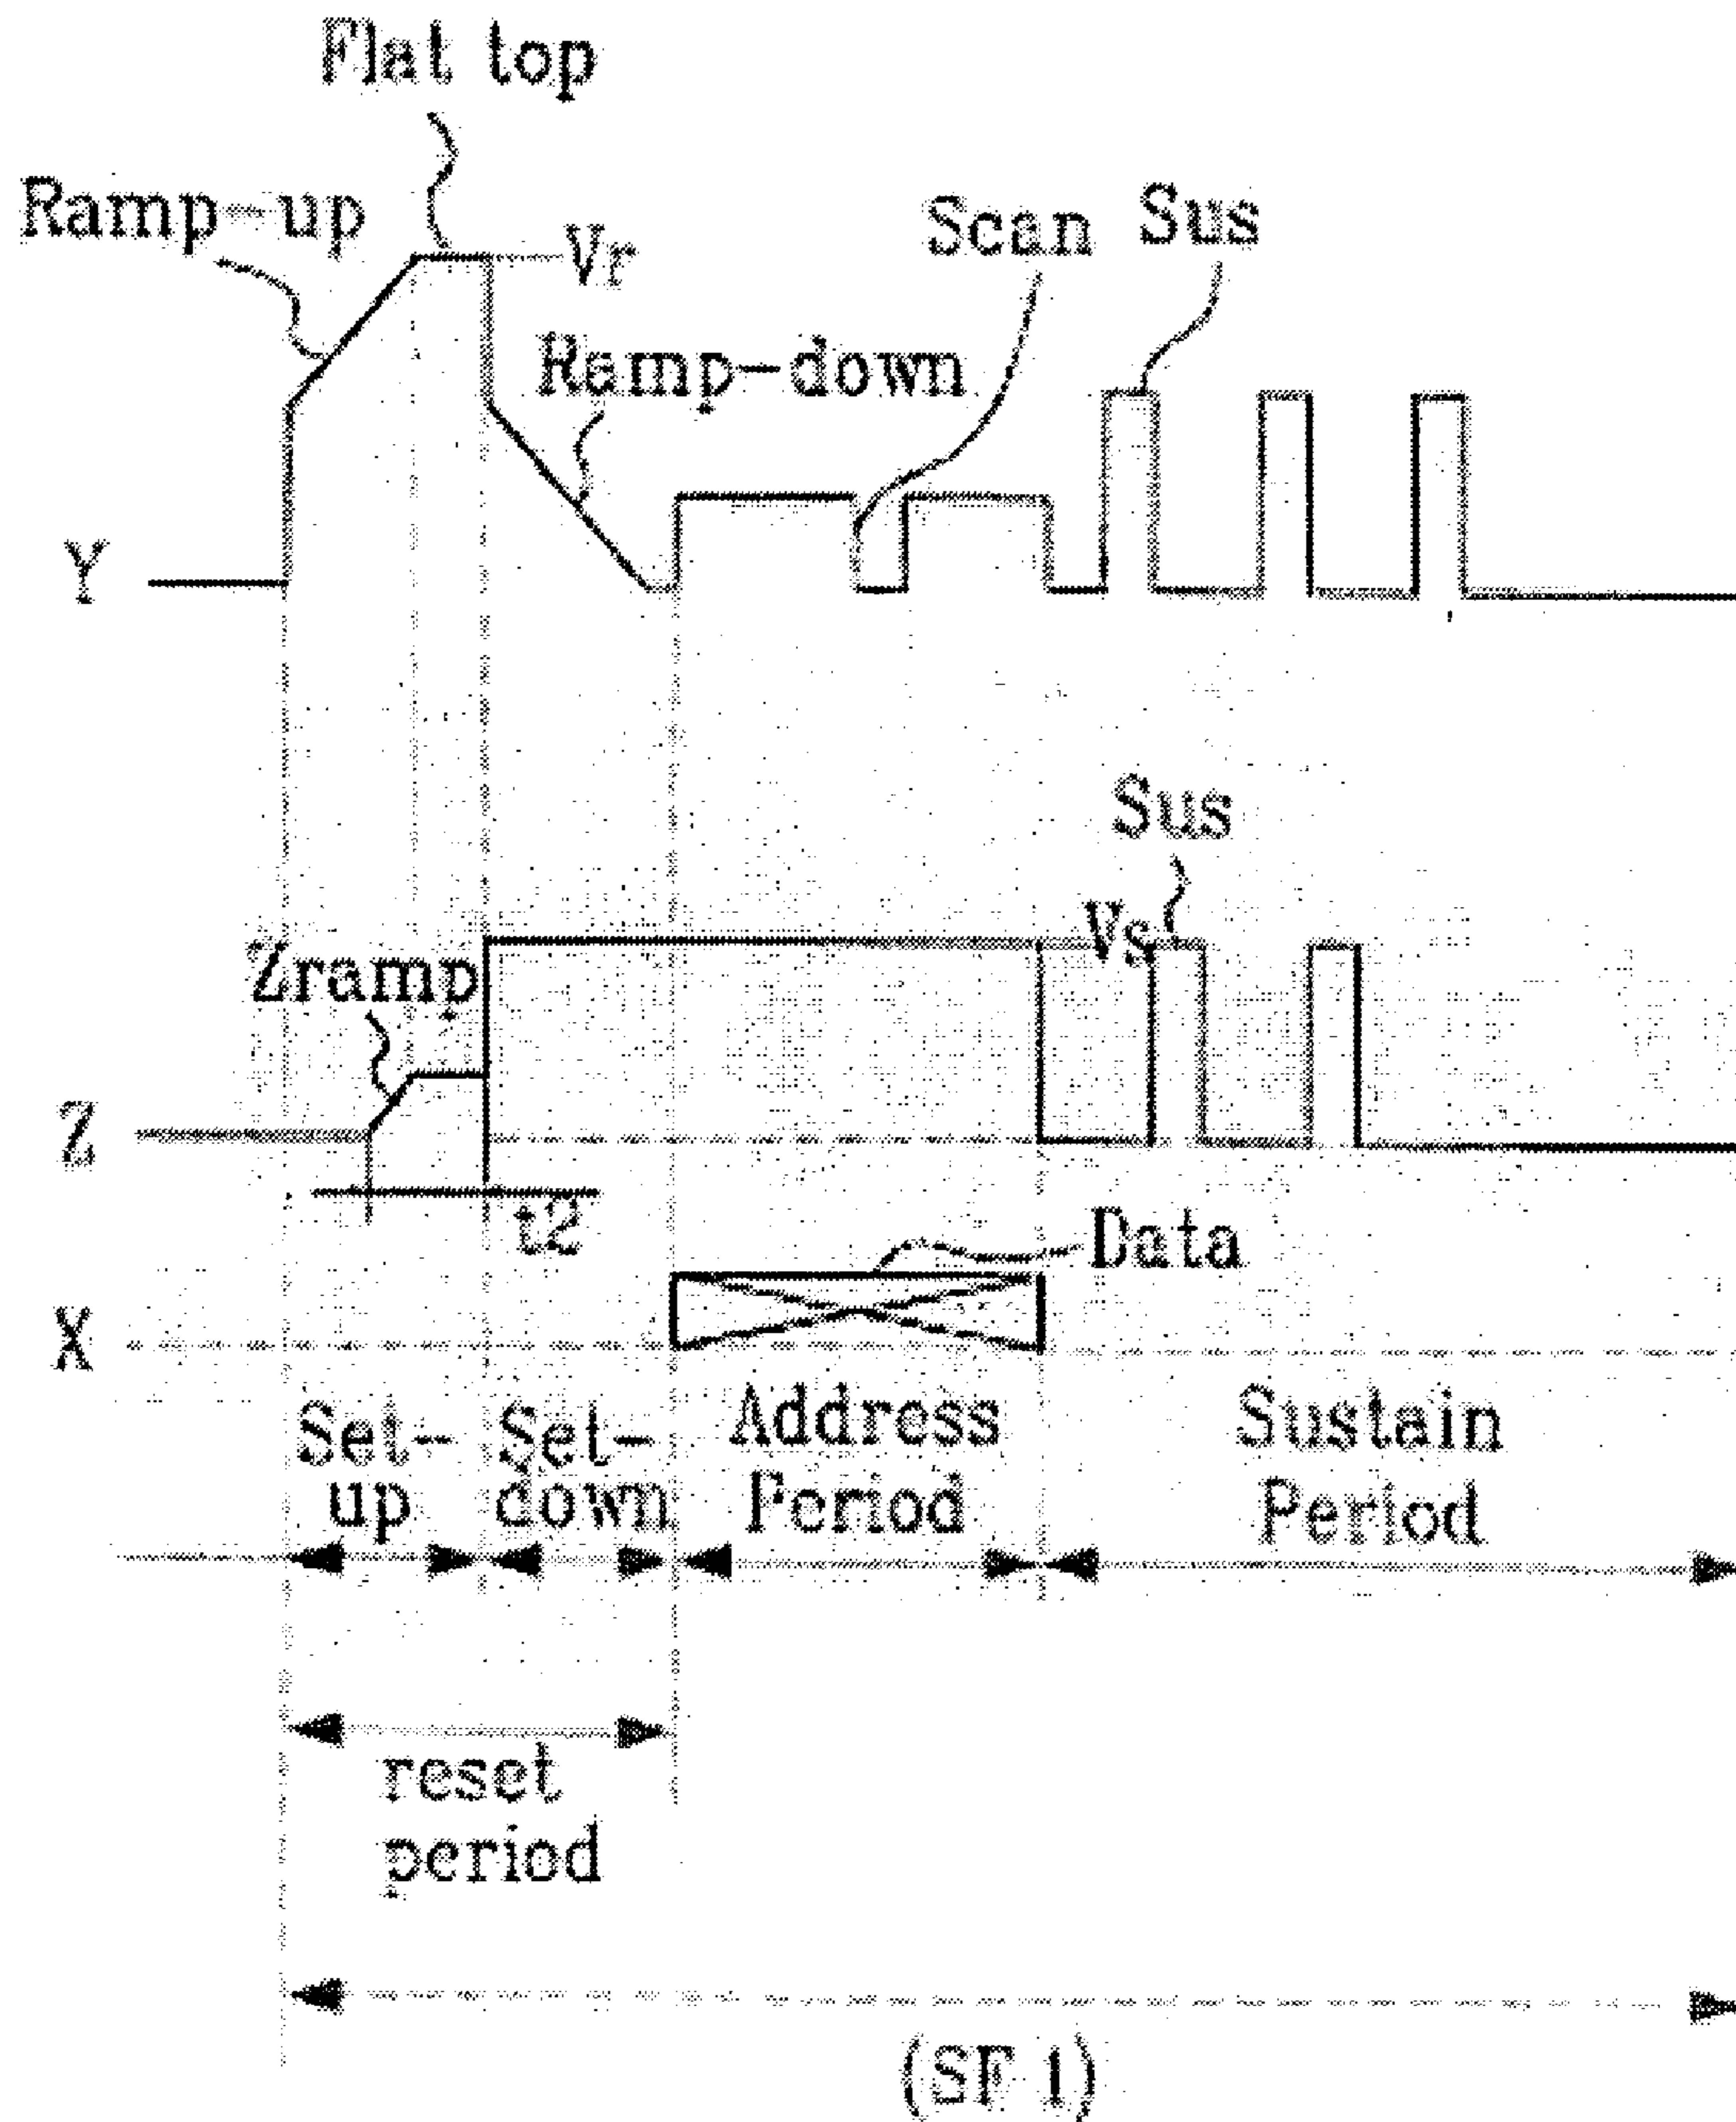 Flat top
Ramp-up
Vr
Scan
Sus
Ramp-down
Y
Sus
Vs
Zramp
Z
t2
Data
X
Set-
up
Set-
down
Address
Period
Sustain
Period
reset
period
(SF 1)